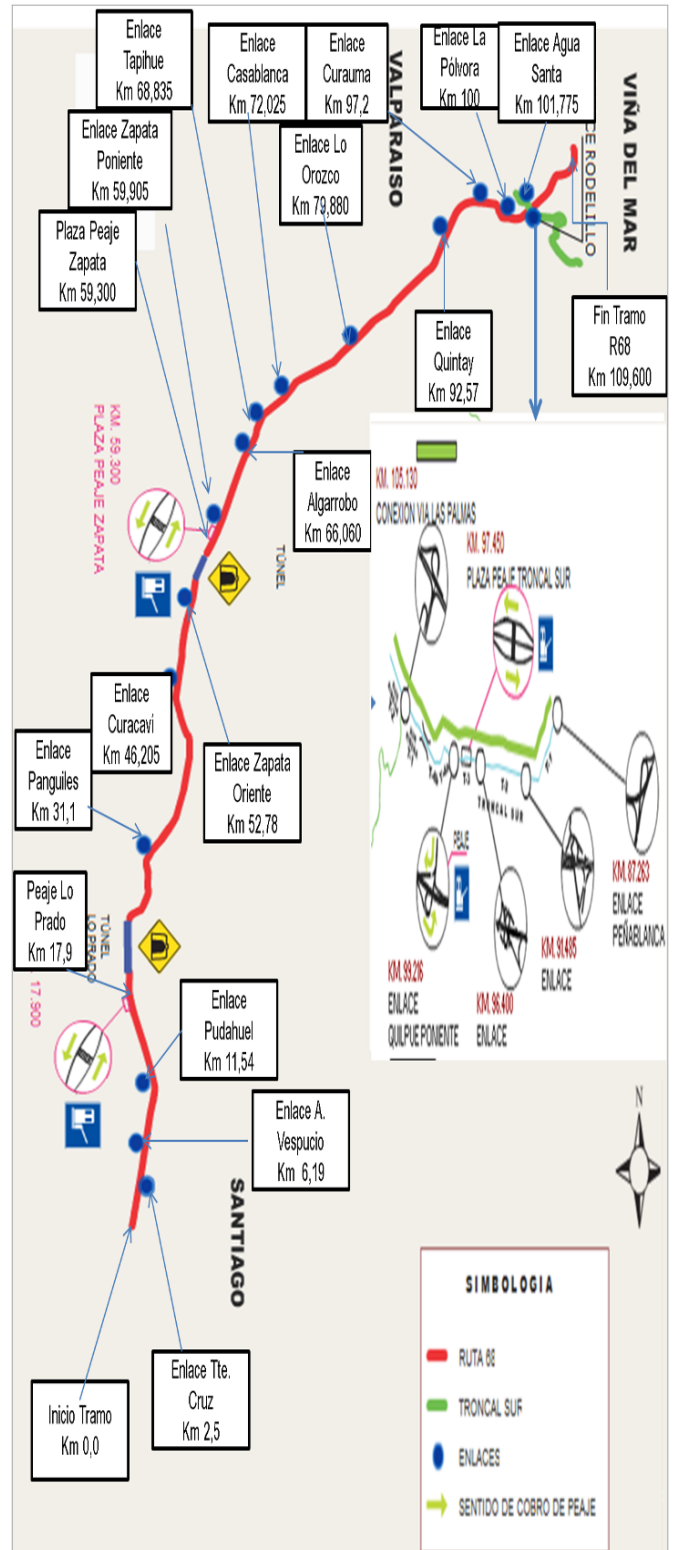 Enlace
Tapihue
Km 68,835
Enlace
Casablanca
Km 72,025
Enlace
Curauma
Km 97,2
Enlace La
Pólvora
Km 100
Enlace Agua
Santa
Km 101,775
Enlace Zapata
Poniente
Km 59,905
Enlace Lo
Orozco
Km 79,880
VALPARAISO
VIÑA DEL MAR
CE RODELILLO
Plaza Peaje
Zapata
Km 59,300
Enlace
Quintay
Km 92,57
Fin Tramo
R68
Km 109,600
KM. 59.300
PLAZA PEAJE ZAPATA
Enlace
Algarrobo
Km 66,060
TÚNEL
KM. 105.130
CONEXION VIA LAS PALMAS
KM. 97.450
PLAZA PEAJE TRONCAL SUR
TRONCAL SUR
PEAJE
KM. 87.263
ENLACE
PEÑABLANCA
KM. 91.485
ENLACE
KM. 96.400
ENLACE
KM. 99.216
ENLACE
QUILPUE PONIENTE
Enlace
Curacaví
Km 46,205
Enlace
Panguiles
Km 31,1
Enlace Zapata
Oriente
Km 52,78
Peaje Lo
Prado
Km 17,9
TÚNEL
LO PRADO
17.900
Enlace
Pudahuel
Km 11,54
Enlace A.
Vespucio
Km 6,19
SANTIAGO
N
Enlace Tte.
Cruz
Km 2,5
Inicio Tramo
Km 0,0
SIMBOLOGIA
RUTA 68
TRONCAL SUR
ENLACES
SENTIDO DE COBRO DE PEAJE